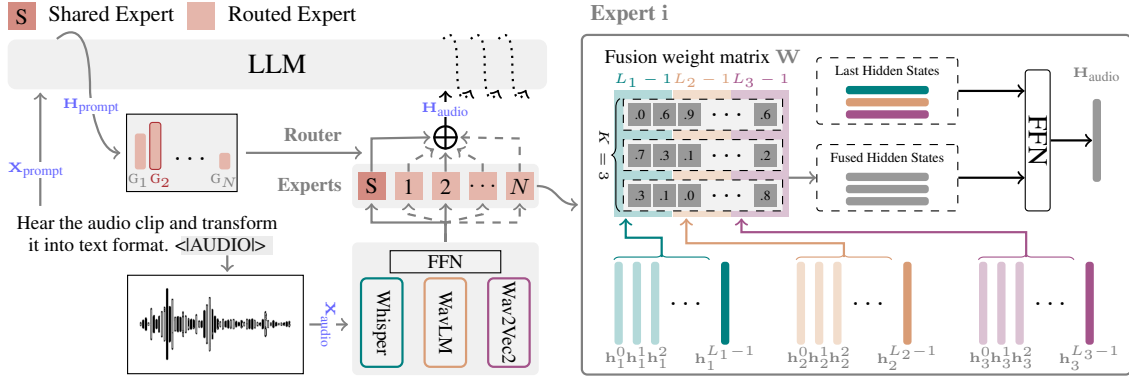 S Shared Expert Routed Expert
LLM
H_prompt
X_prompt
G_1 G_2 ... G_N
Router
Experts
H_audio
S 1 2 ... N
Hear the audio clip and transform
it into text format. <|AUDIO|>
X_audio
FFN
Whisper
WavLM
Wav2Vec2
Expert i
Fusion weight matrix W
L_1 − 1 L_2 − 1 L_3 − 1
K = 3
.0 .6 .9 ... .6
.7 .3 .1 ... .2
.3 .1 .0 ... .8
Last Hidden States
Fused Hidden States
FFN
H_audio
... ... ...
h_1^0 h_1^1 h_1^2 h_1^{L_1−1} h_2^0 h_2^1 h_2^2 h_2^{L_2−1} h_3^0 h_3^1 h_3^2 h_3^{L_3−1}